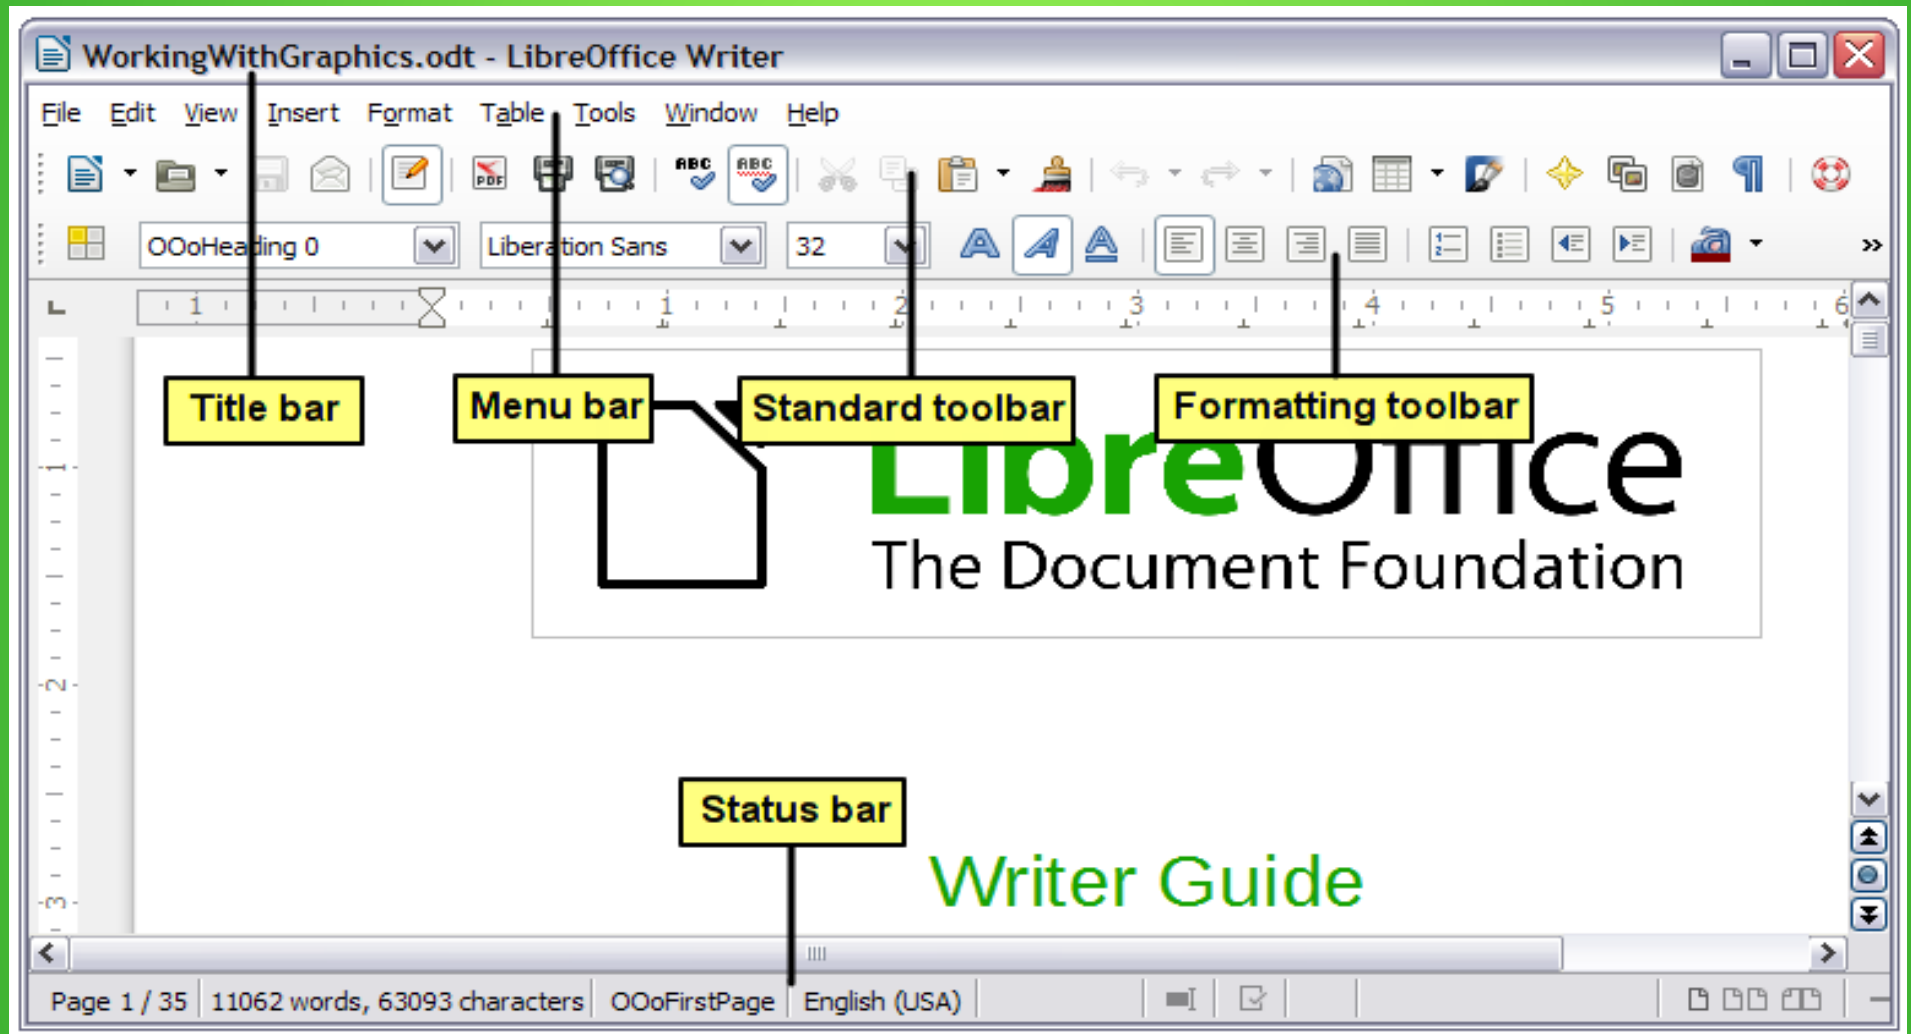 WorkingWithGraphics.odt - LibreOffice Writer
File Edit View Insert Format Table Tools Window Help
PDF ABC ABC
OOoHeading 0 Liberation Sans 32
1 1 2 3 4 5 6
Title bar Menu bar Standard toolbar Formatting toolbar
LibreOffice
1
The Document Foundation
2
Status bar
Writer Guide
3
Page 1 / 35 11062 words, 63093 characters OOoFirstPage English (USA)